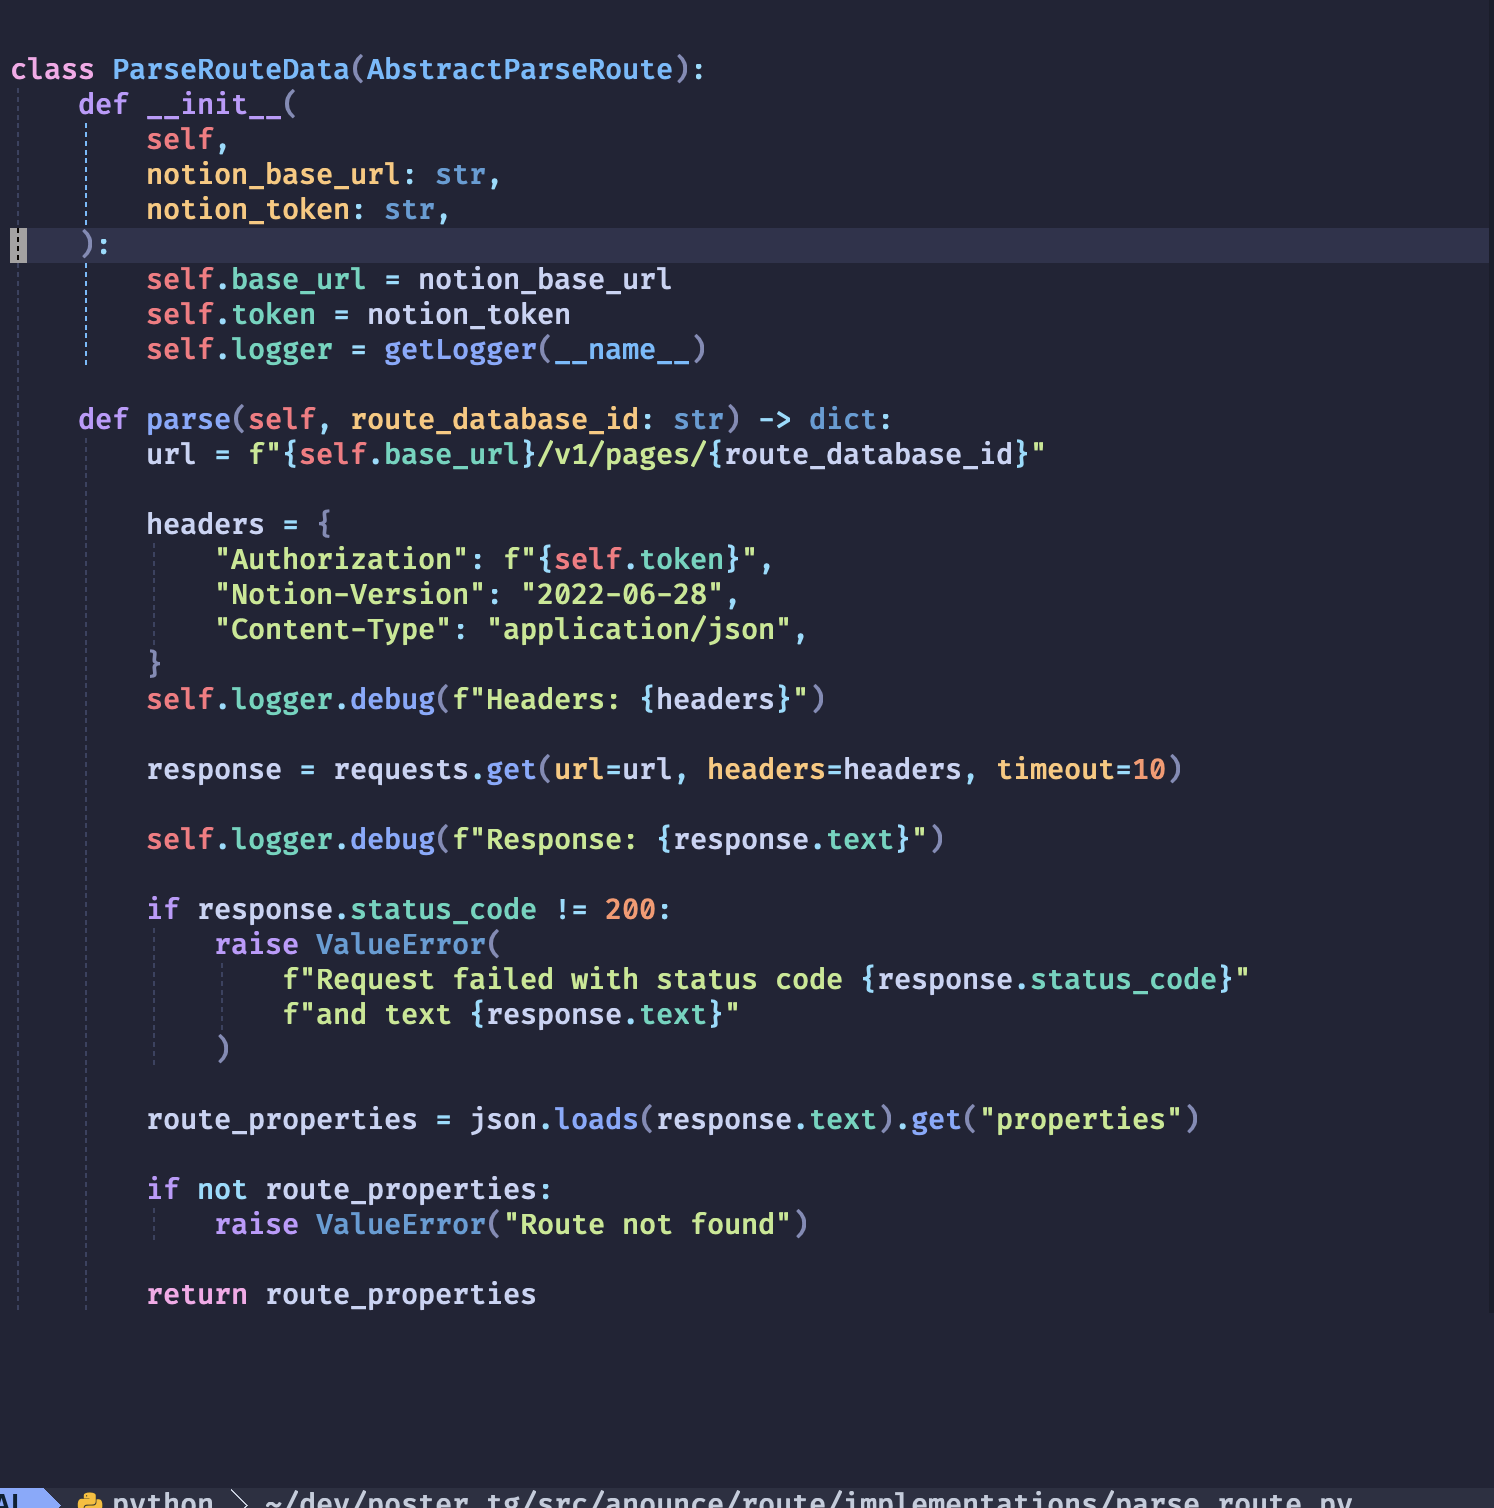 class ParseRouteData(AbstractParseRoute):
    def __init__(
        self,
        notion_base_url: str,
        notion_token: str,
    ):
        self.base_url = notion_base_url
        self.token = notion_token
        self.logger = getLogger(__name__)
    def parse(self, route_database_id: str) -> dict:
        url = f"{self.base_url}/v1/pages/{route_database_id}"
        headers = {
            "Authorization": f"{self.token}",
            "Notion-Version": "2022-06-28",
            "Content-Type": "application/json",
        }
        self.logger.debug(f"Headers: {headers}")
        response = requests.get(url=url, headers=headers, timeout=10)
        self.logger.debug(f"Response: {response.text}")
        if response.status_code != 200:
            raise ValueError(
                f"Request failed with status code {response.status_code}"
                f"and text {response.text}"
            )
        route_properties = json.loads(response.text).get("properties")
        if not route_properties:
            raise ValueError("Route not found")
        return route_properties
python ~/dev/poster_tg/src/anounce/route/implementations/parse_route.py